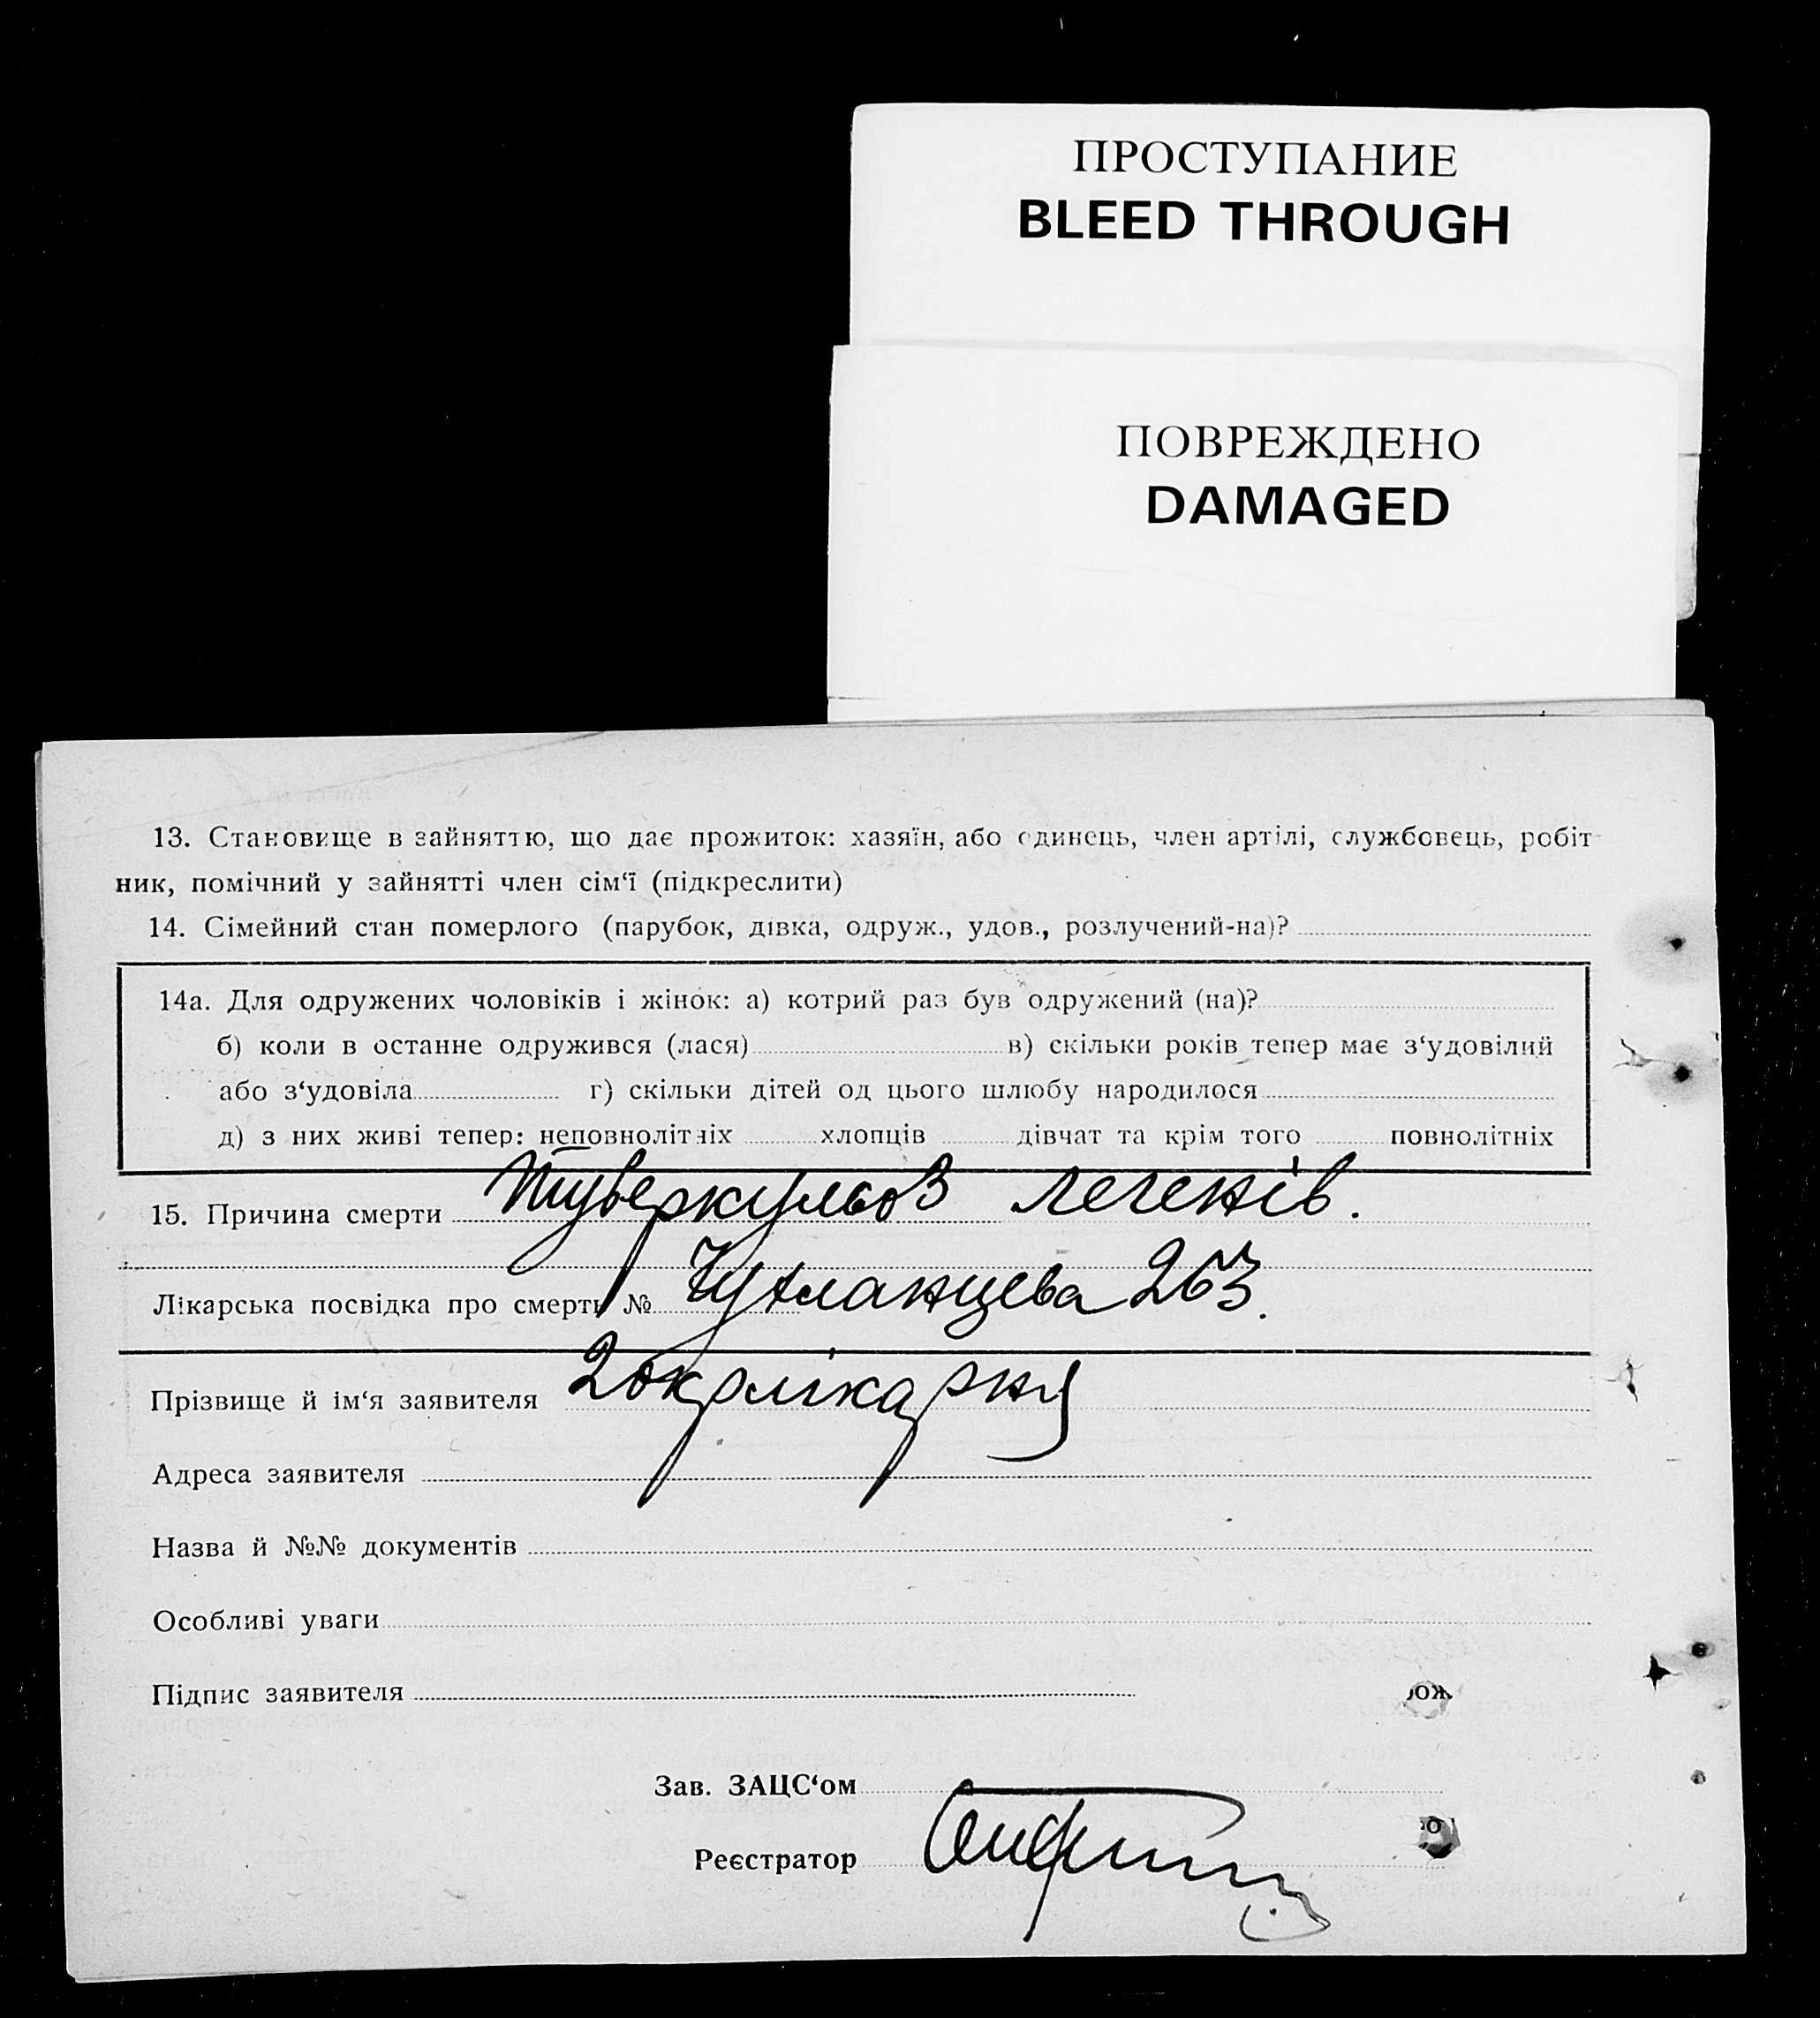 ПРОСТУПАНИЕ
BLEED THROUGH
ПОВРЕЖДЕНО
DAMAGED
13. Становище в зайняттю, що дає прожиток: хазяїн, або одинець, член артілі, службовець, робіт-
ник, помічний у зайнятті член сім‘ї (підкреслити)
14. Сімейний стан померлого (парубок, дівка, одруж., удов., розлучений-на)?
14а. Для одружених чоловіків і жінок: а) котрий раз був одружений (на)?
б) коли в останне одружився (лася) в) скільки років тепер має з‘удовілий
або з‘удовіла г) скільки дітей од цього шлюбу народилося
д) з них живі тепер: неповнолітніх хлопців дівчат та крім того повнолітніх
15. Причина смерти туберкульоз легенів.
Лікарська посвідка про смерть № 263.
Прізвище й ім‘я заявителя 2 окрлікарня
Адреса заявителя
Назва й №№ документів
Особливі уваги
Підпис заявителя
Зав. ЗАЦС‘ом
Реєстратор